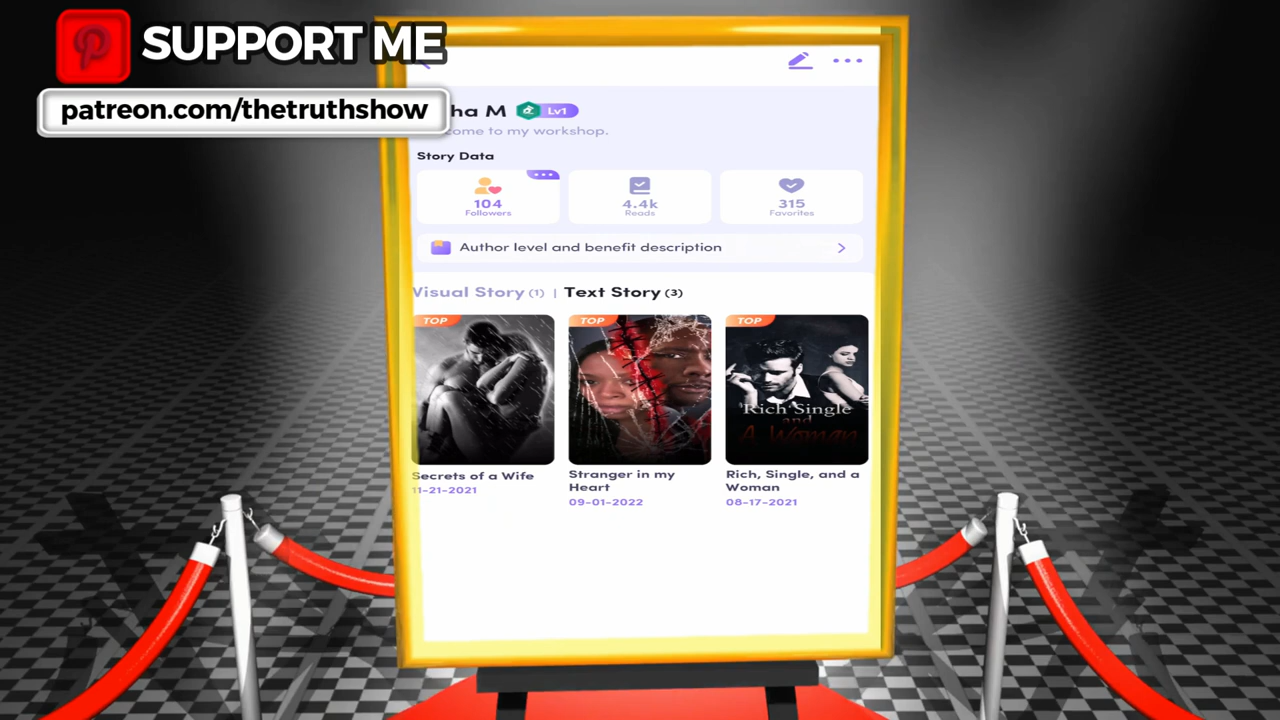 SUPPORT ME
patreon.com/thetruthshow
ha M Lv1
come to my workshop.
Story Data
104
Followers
4.4k
Reads
315
Favorites
Author level and benefit description
Visual Story (1) | Text Story (3)
TOP
TOP
TOP
Rich Single
and
A Woman
Secrets of a Wife
11-21-2021
Stranger in my
Heart
09-01-2022
Rich, Single, and a
Woman
08-17-2021